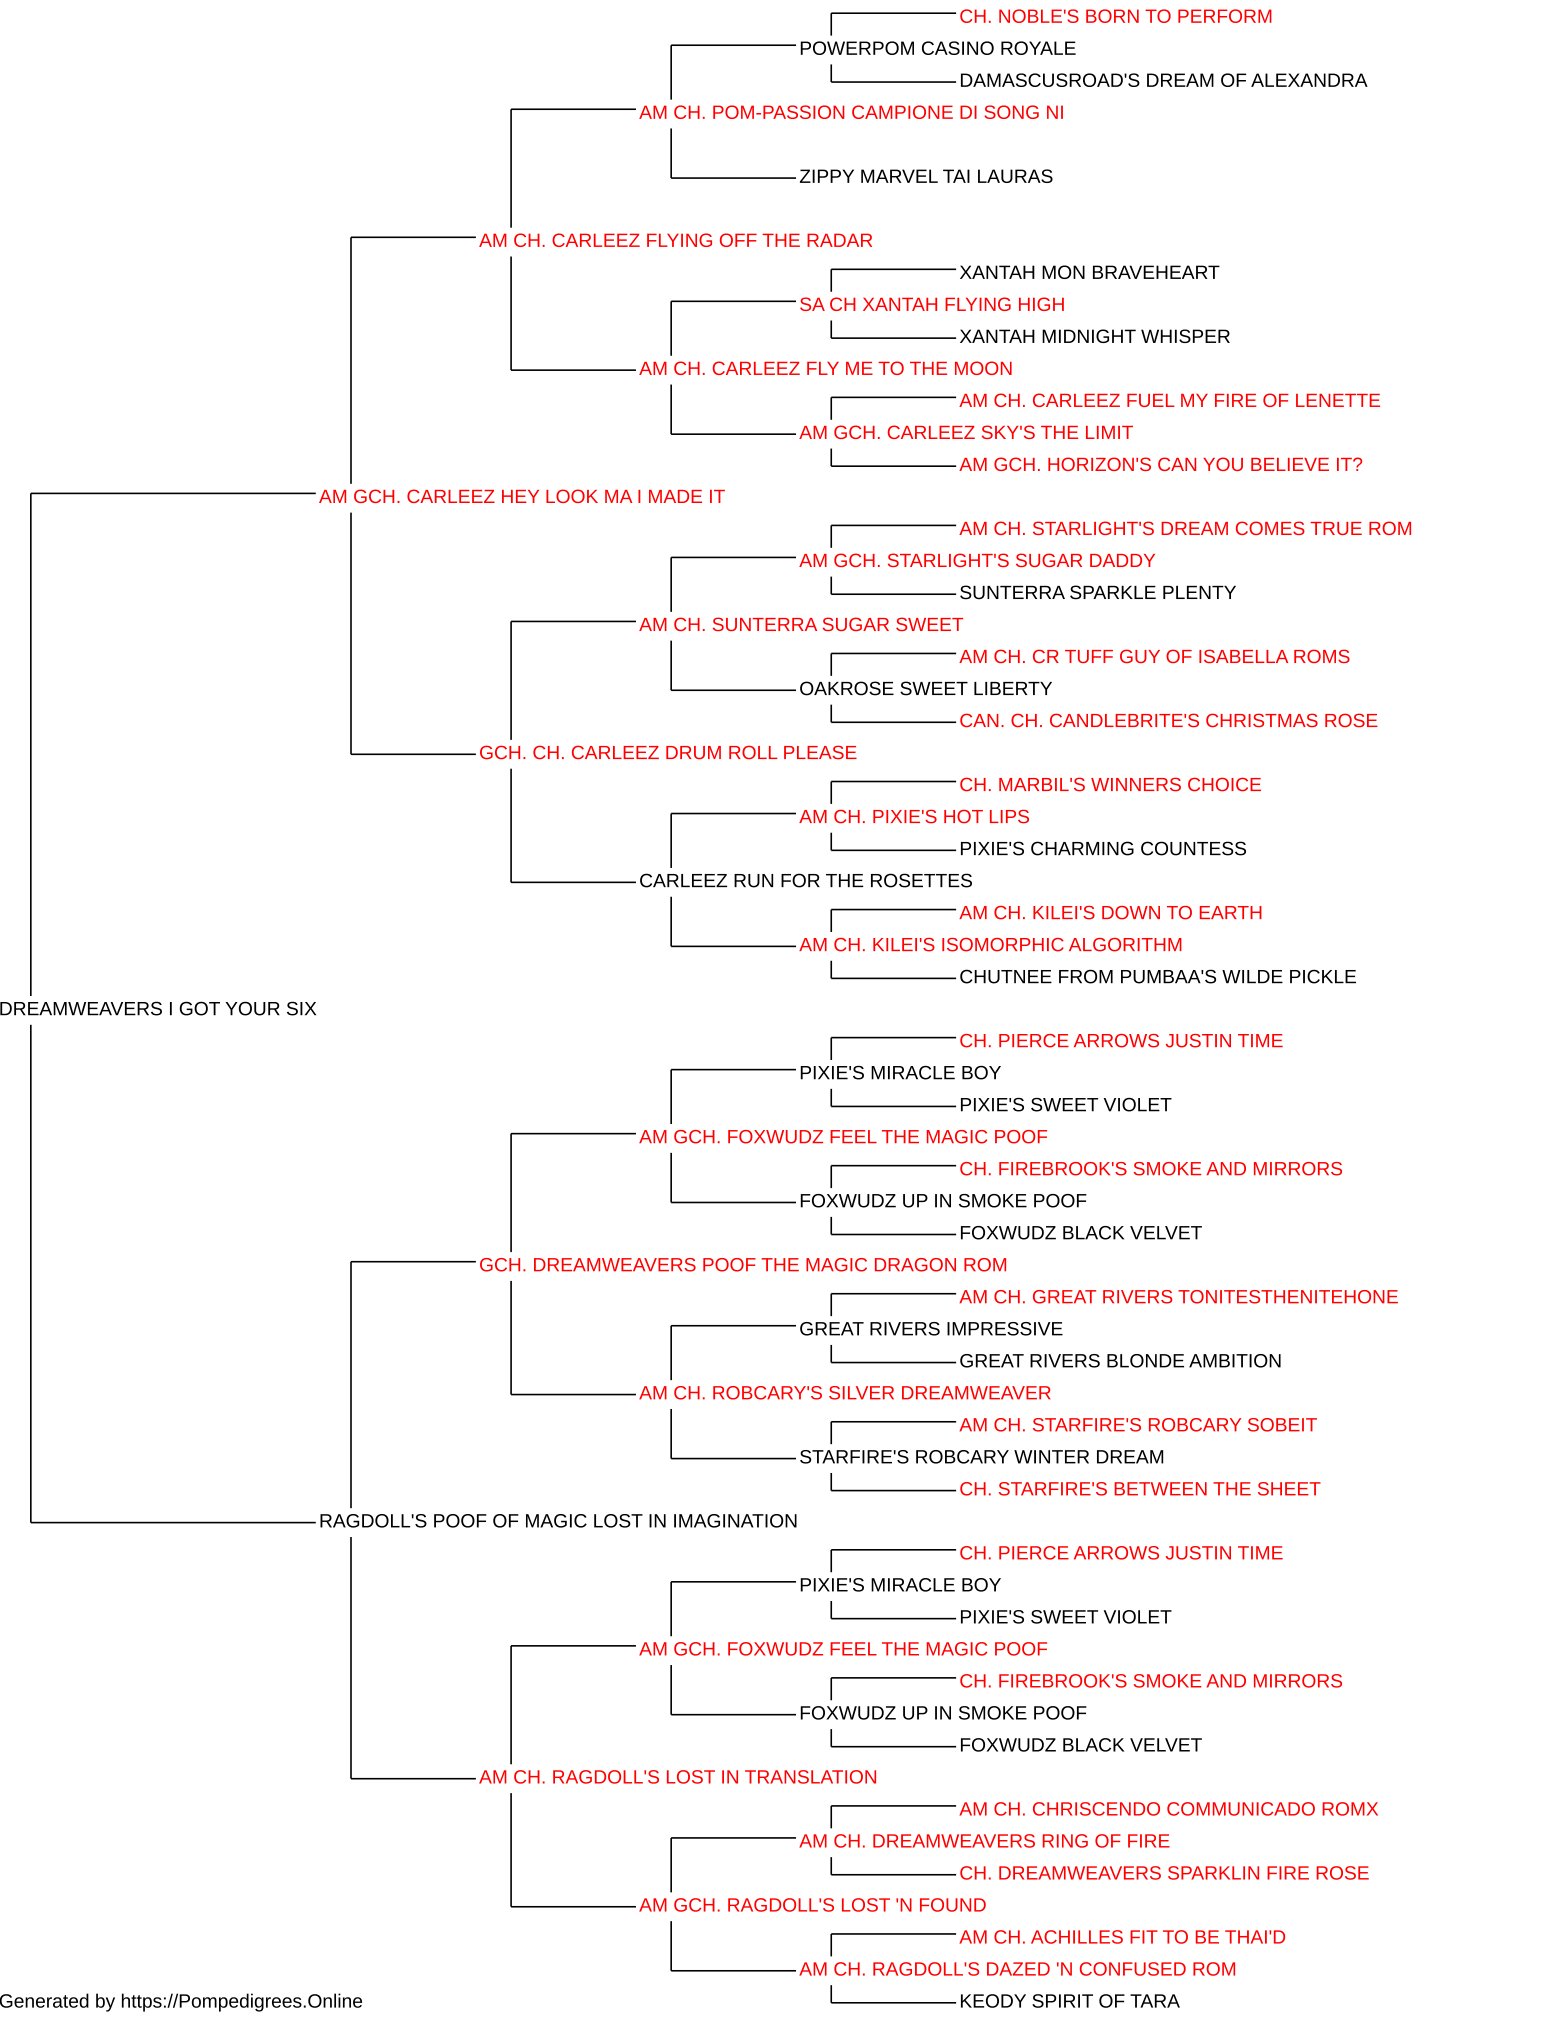 CH. NOBLE'S BORN TO PERFORM
POWERPOM CASINO ROYALE
DAMASCUSROAD'S DREAM OF ALEXANDRA
AM CH. POM-PASSION CAMPIONE DI SONG NI
ZIPPY MARVEL TAI LAURAS
AM CH. CARLEEZ FLYING OFF THE RADAR
XANTAH MON BRAVEHEART
SA CH XANTAH FLYING HIGH
XANTAH MIDNIGHT WHISPER
AM CH. CARLEEZ FLY ME TO THE MOON
AM CH. CARLEEZ FUEL MY FIRE OF LENETTE
AM GCH. CARLEEZ SKY'S THE LIMIT
AM GCH. HORIZON'S CAN YOU BELIEVE IT?
AM GCH. CARLEEZ HEY LOOK MA I MADE IT
AM CH. STARLIGHT'S DREAM COMES TRUE ROM
AM GCH. STARLIGHT'S SUGAR DADDY
SUNTERRA SPARKLE PLENTY
AM CH. SUNTERRA SUGAR SWEET
AM CH. CR TUFF GUY OF ISABELLA ROMS
OAKROSE SWEET LIBERTY
CAN. CH. CANDLEBRITE'S CHRISTMAS ROSE
GCH. CH. CARLEEZ DRUM ROLL PLEASE
CH. MARBIL'S WINNERS CHOICE
AM CH. PIXIE'S HOT LIPS
PIXIE'S CHARMING COUNTESS
CARLEEZ RUN FOR THE ROSETTES
AM CH. KILEI'S DOWN TO EARTH
AM CH. KILEI'S ISOMORPHIC ALGORITHM
CHUTNEE FROM PUMBAA'S WILDE PICKLE
DREAMWEAVERS I GOT YOUR SIX
CH. PIERCE ARROWS JUSTIN TIME
PIXIE'S MIRACLE BOY
PIXIE'S SWEET VIOLET
AM GCH. FOXWUDZ FEEL THE MAGIC POOF
CH. FIREBROOK'S SMOKE AND MIRRORS
FOXWUDZ UP IN SMOKE POOF
FOXWUDZ BLACK VELVET
GCH. DREAMWEAVERS POOF THE MAGIC DRAGON ROM
AM CH. GREAT RIVERS TONITESTHENITEHONE
GREAT RIVERS IMPRESSIVE
GREAT RIVERS BLONDE AMBITION
AM CH. ROBCARY'S SILVER DREAMWEAVER
AM CH. STARFIRE'S ROBCARY SOBEIT
STARFIRE'S ROBCARY WINTER DREAM
CH. STARFIRE'S BETWEEN THE SHEET
RAGDOLL'S POOF OF MAGIC LOST IN IMAGINATION
CH. PIERCE ARROWS JUSTIN TIME
PIXIE'S MIRACLE BOY
PIXIE'S SWEET VIOLET
AM GCH. FOXWUDZ FEEL THE MAGIC POOF
CH. FIREBROOK'S SMOKE AND MIRRORS
FOXWUDZ UP IN SMOKE POOF
FOXWUDZ BLACK VELVET
AM CH. RAGDOLL'S LOST IN TRANSLATION
AM CH. CHRISCENDO COMMUNICADO ROMX
AM CH. DREAMWEAVERS RING OF FIRE
CH. DREAMWEAVERS SPARKLIN FIRE ROSE
AM GCH. RAGDOLL'S LOST 'N FOUND
AM CH. ACHILLES FIT TO BE THAI'D
AM CH. RAGDOLL'S DAZED 'N CONFUSED ROM
KEODY SPIRIT OF TARA
Generated by https://Pompedigrees.Online